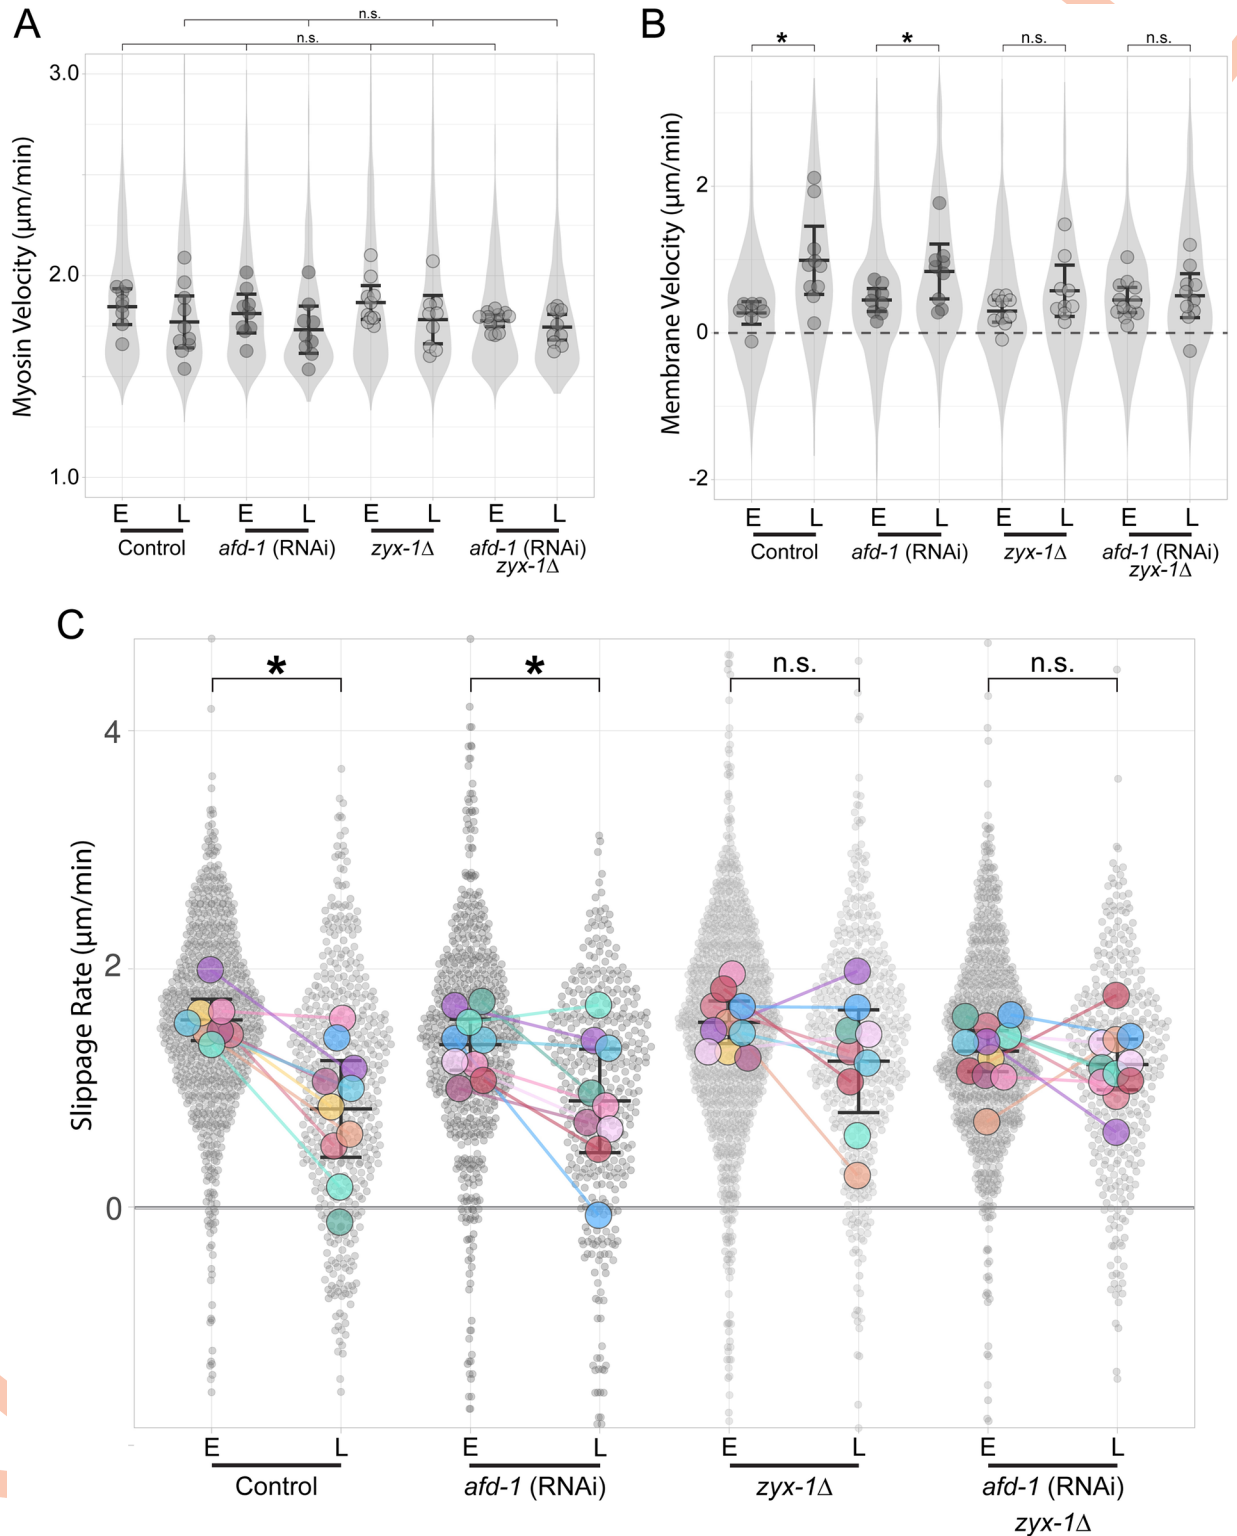 A
n.s.
n.s.
Myosin Velocity (µm/min)
3.0
2.0
1.0
E L E L E L E L
Control afd-1 (RNAi) zyx-1Δ afd-1 (RNAi)
zyx-1Δ
B
* * n.s. n.s.
Membrane Velocity (µm/min)
2
0
-2
E L E L E L E L
Control afd-1 (RNAi) zyx-1Δ afd-1 (RNAi)
zyx-1Δ
C
* * n.s. n.s.
Slippage Rate (µm/min)
4
2
0
E L E L E L E L
Control afd-1 (RNAi) zyx-1Δ afd-1 (RNAi)
zyx-1Δ